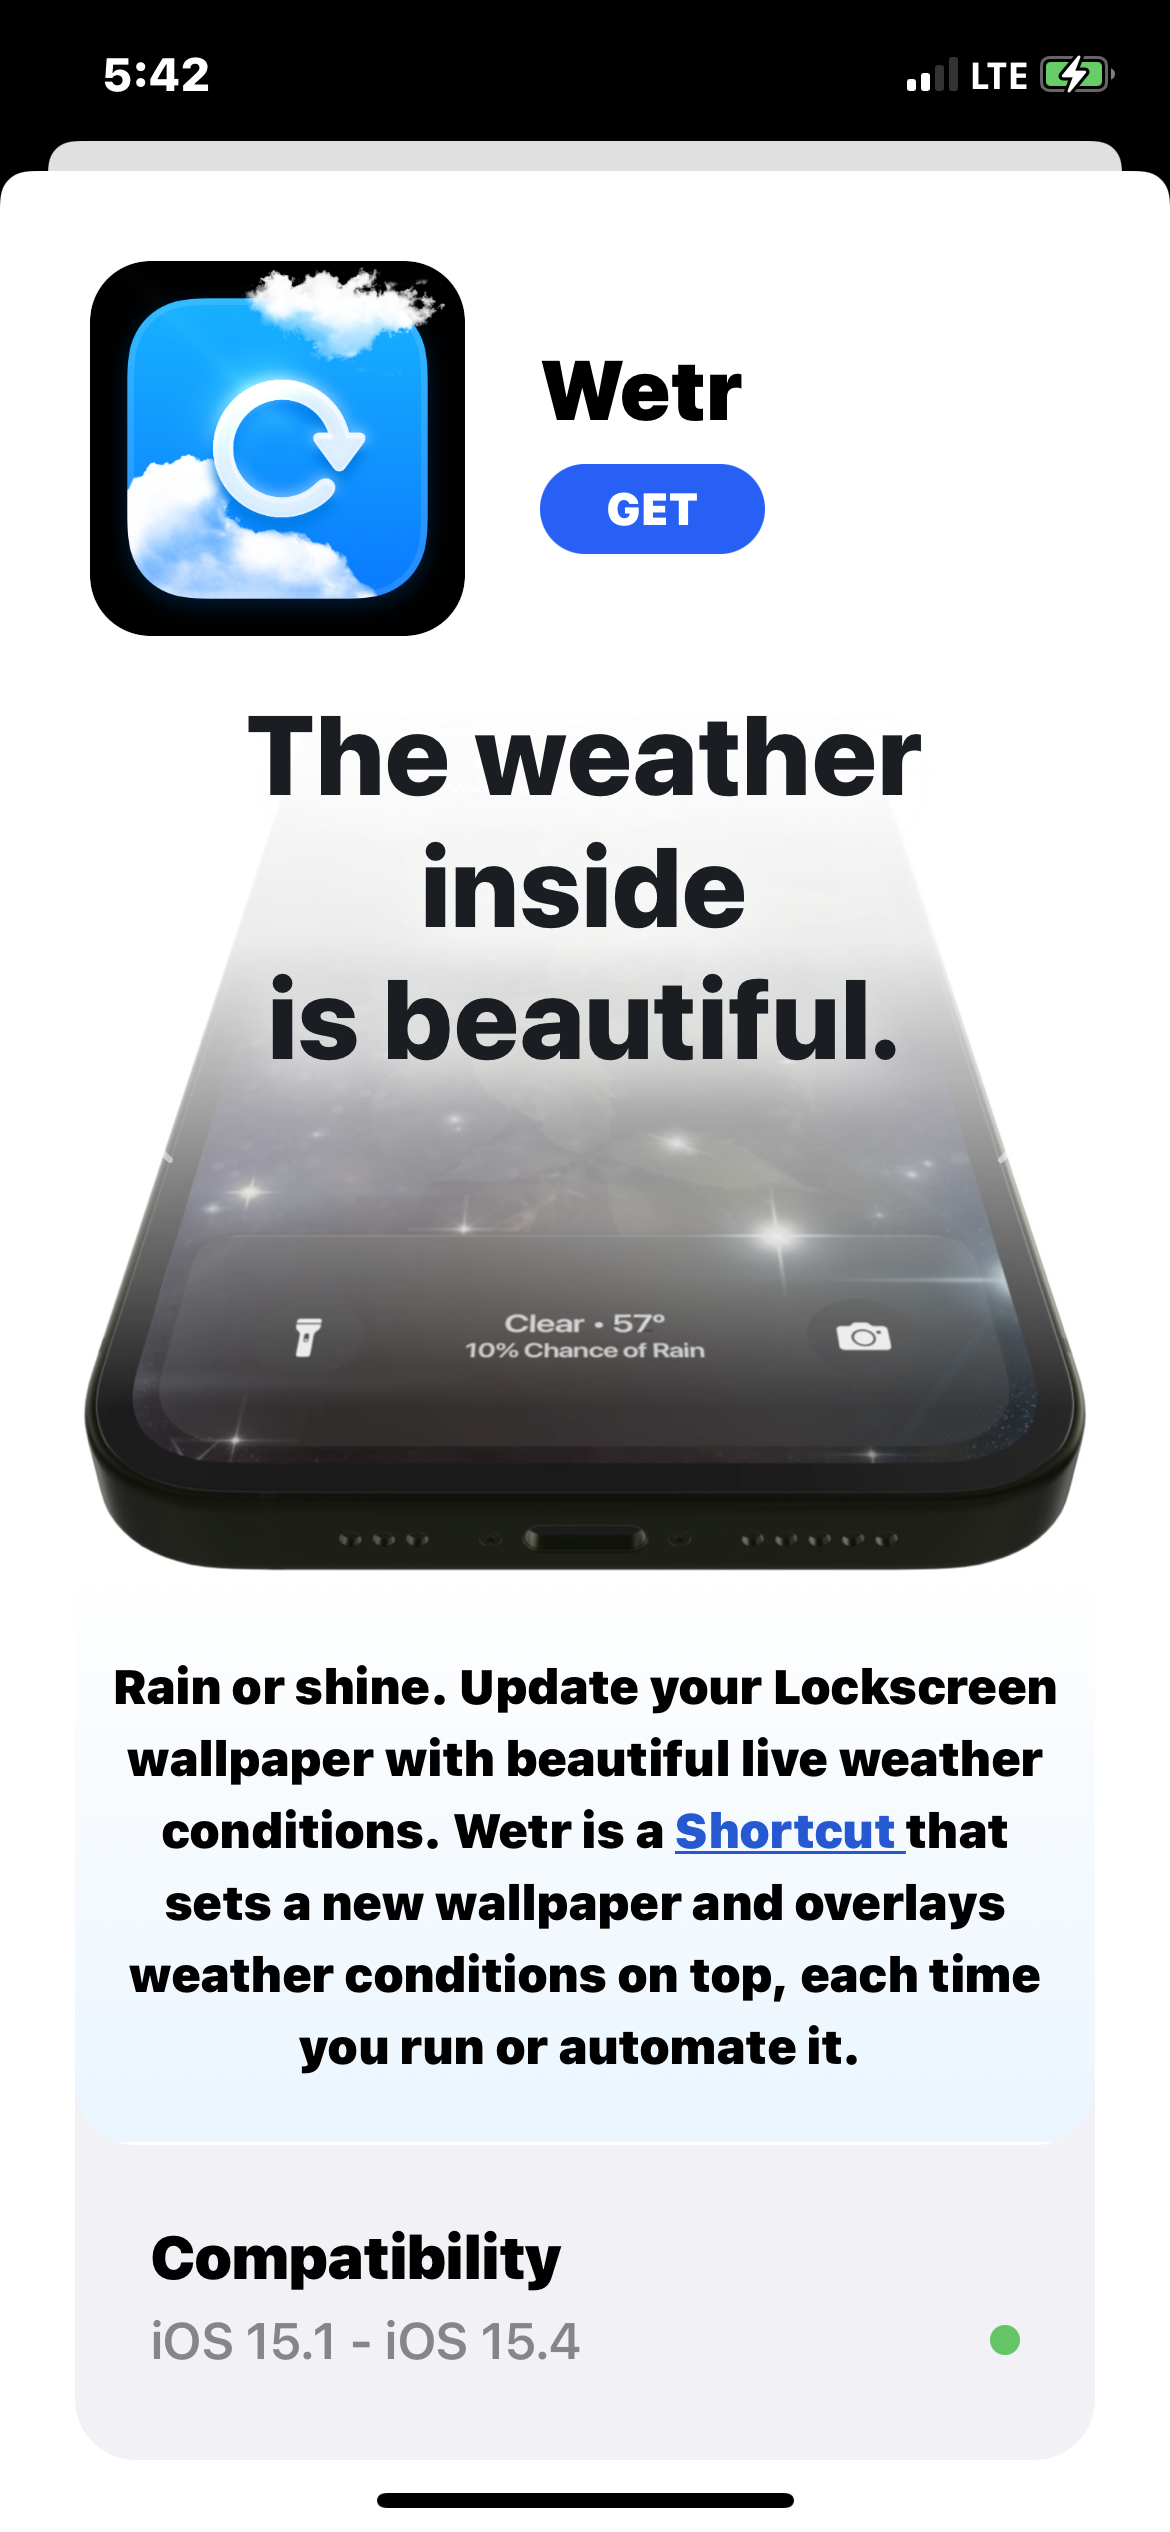 5:42
LTE
Wetr
GET
The weather
inside
is beautiful.
Clear • 57°
10% Chance of Rain
Rain or shine. Update your Lockscreen
wallpaper with beautiful live weather
conditions. Wetr is a Shortcut that
sets a new wallpaper and overlays
weather conditions on top, each time
you run or automate it.
Compatibility
iOS 15.1 - iOS 15.4